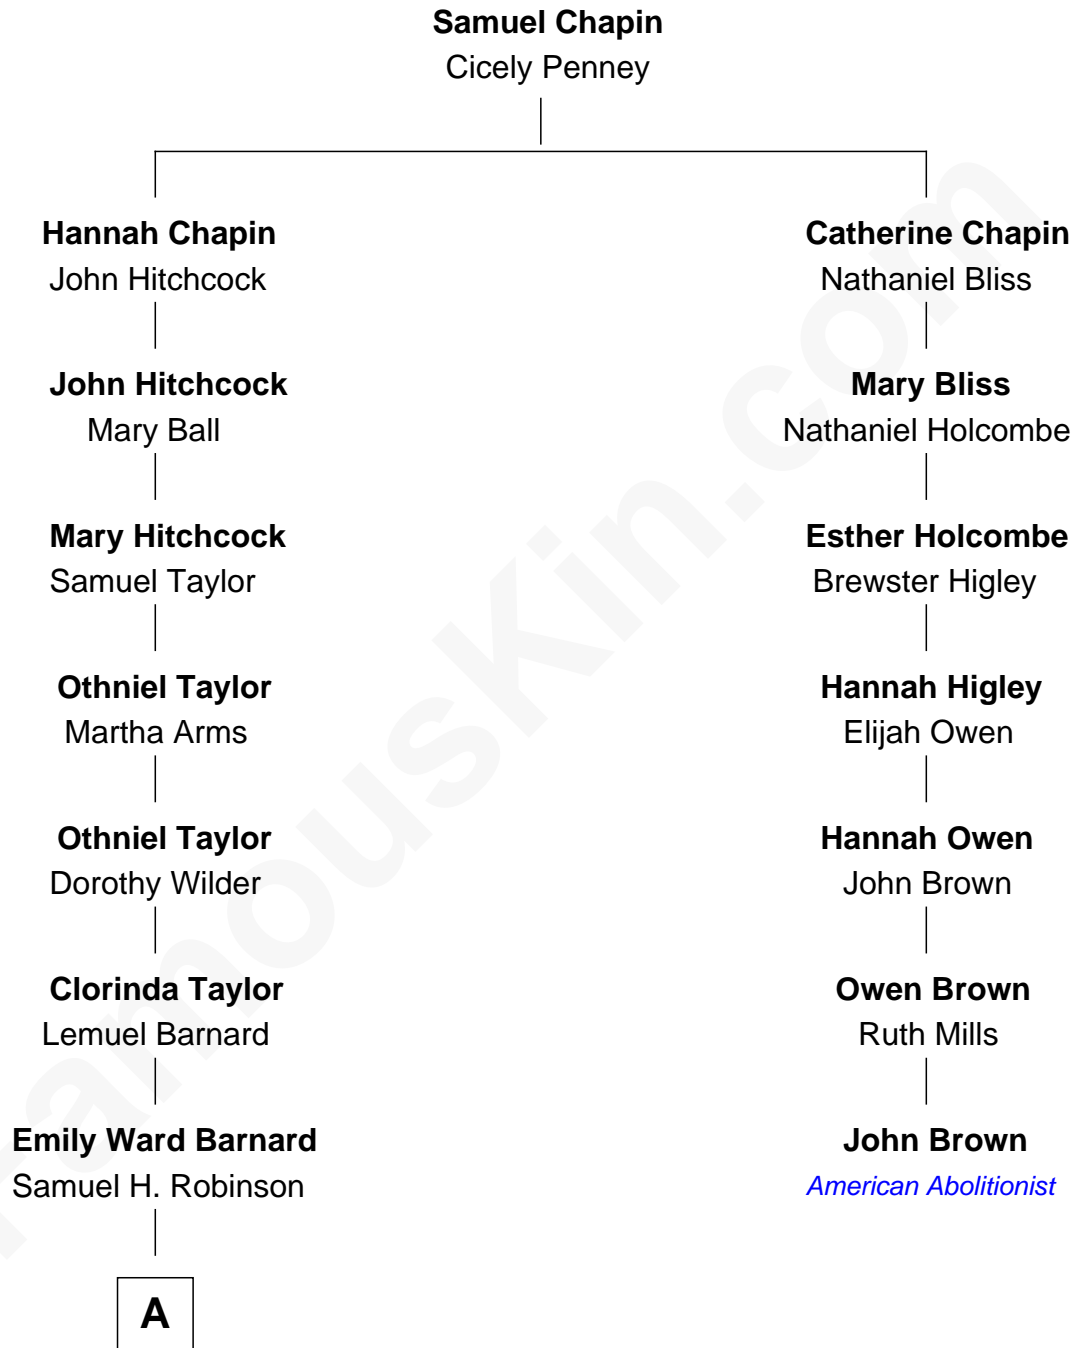 Samuel Chapin
Cicely Penney
Hannah Chapin
John Hitchcock
Catherine Chapin
Nathaniel Bliss
John Hitchcock
Mary Ball
Mary Bliss
Nathaniel Holcombe
Mary Hitchcock
Samuel Taylor
Esther Holcombe
Brewster Higley
Othniel Taylor
Martha Arms
Hannah Higley
Elijah Owen
Othniel Taylor
Dorothy Wilder
Hannah Owen
John Brown
Clorinda Taylor
Lemuel Barnard
Owen Brown
Ruth Mills
Emily Ward Barnard
Samuel H. Robinson
John Brown
American Abolitionist
A
FamousKin.com